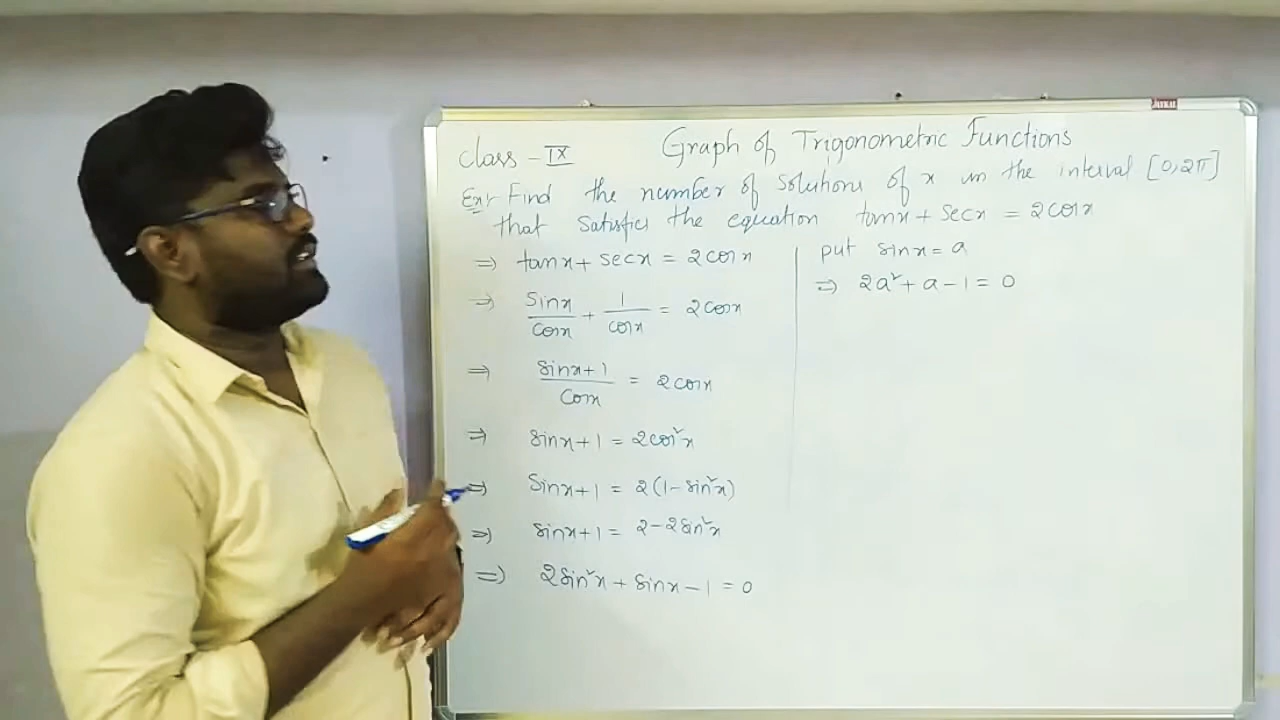 JAYKAL
Class - IX
Graph of Trigonometric Functions
Ex:- Find the number of solutions of x in the interval [0, 2π]
that satisfies the equation tanx + secx = 2cosx
⇒ tanx + secx = 2cosx
⇒ sinx/cosx + 1/cosx = 2cosx
⇒ sinx+1/cosx = 2cosx
⇒ sinx+1 = 2cos²x
⇒ sinx+1 = 2(1-sin²x)
⇒ sinx+1 = 2-2sin²x
⇒ 2sin²x + sinx - 1 = 0
put sinx = a
⇒ 2a² + a - 1 = 0